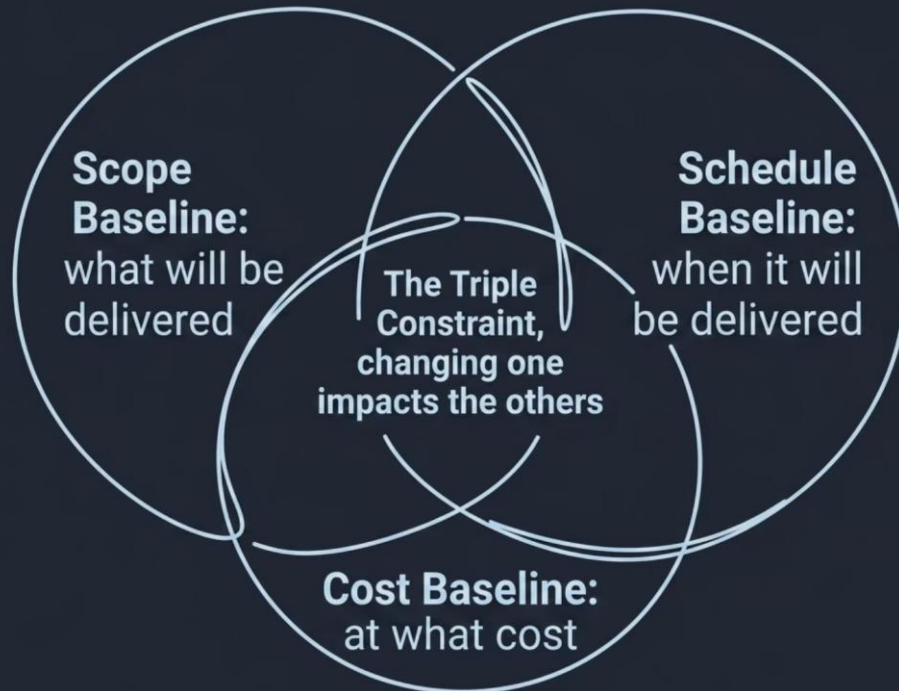 Scope
Baseline:
what will be
delivered
Schedule
Baseline:
when it will
be delivered
The Triple
Constraint,
changing one
impacts the others
Cost Baseline:
at what cost